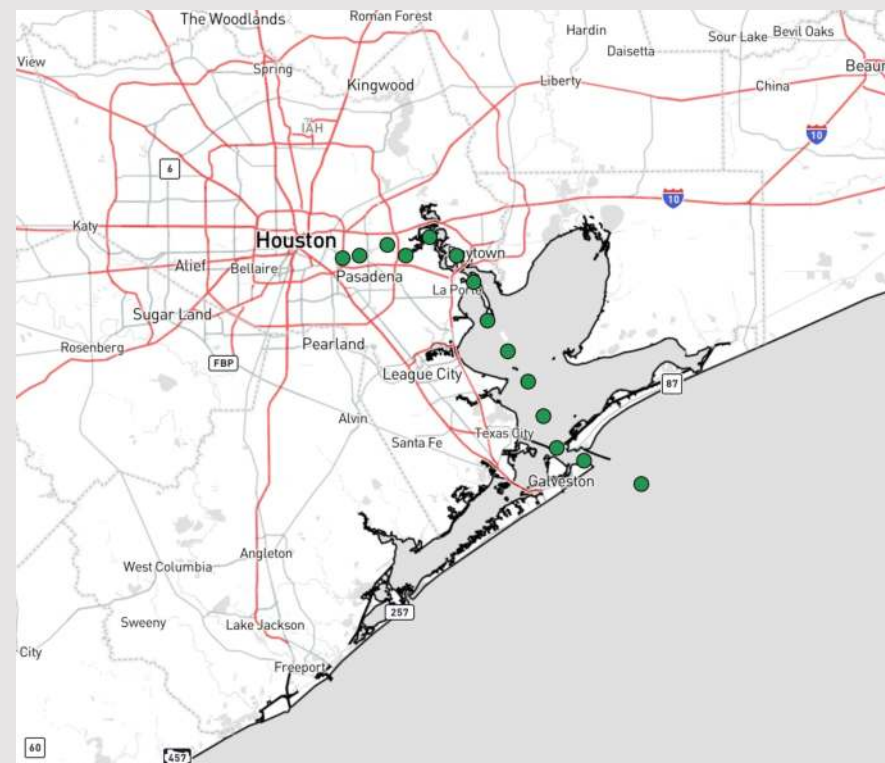 The Woodlands
Roman Forest
Hardin
Sour Lake
Bevil Oaks
Daisetta
View
Spring
Kingwood
Liberty
China
Beaum
IAH
10
6
10
Katy
Houston
Alief
Bellaire
Pasadena
ytown
La Porte
Sugar Land
Rosenberg
Pearland
FBP
League City
87
Alvin
Santa Fe
Texas City
Galveston
Angleton
West Columbia
257
Sweeny
Lake Jackson
City
Freeport
60
457